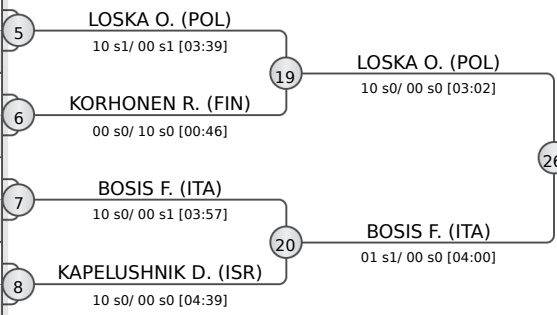 5
LOSKA O. (POL)
10 s1/ 00 s1 [03:39]
19
LOSKA O. (POL)
10 s0/ 00 s0 [03:02]
6
KORHONEN R. (FIN)
00 s0/ 10 s0 [00:46]
26
7
BOSIS F. (ITA)
10 s0/ 00 s1 [03:57]
20
BOSIS F. (ITA)
01 s1/ 00 s0 [04:00]
8
KAPELUSHNIK D. (ISR)
10 s0/ 00 s0 [04:39]